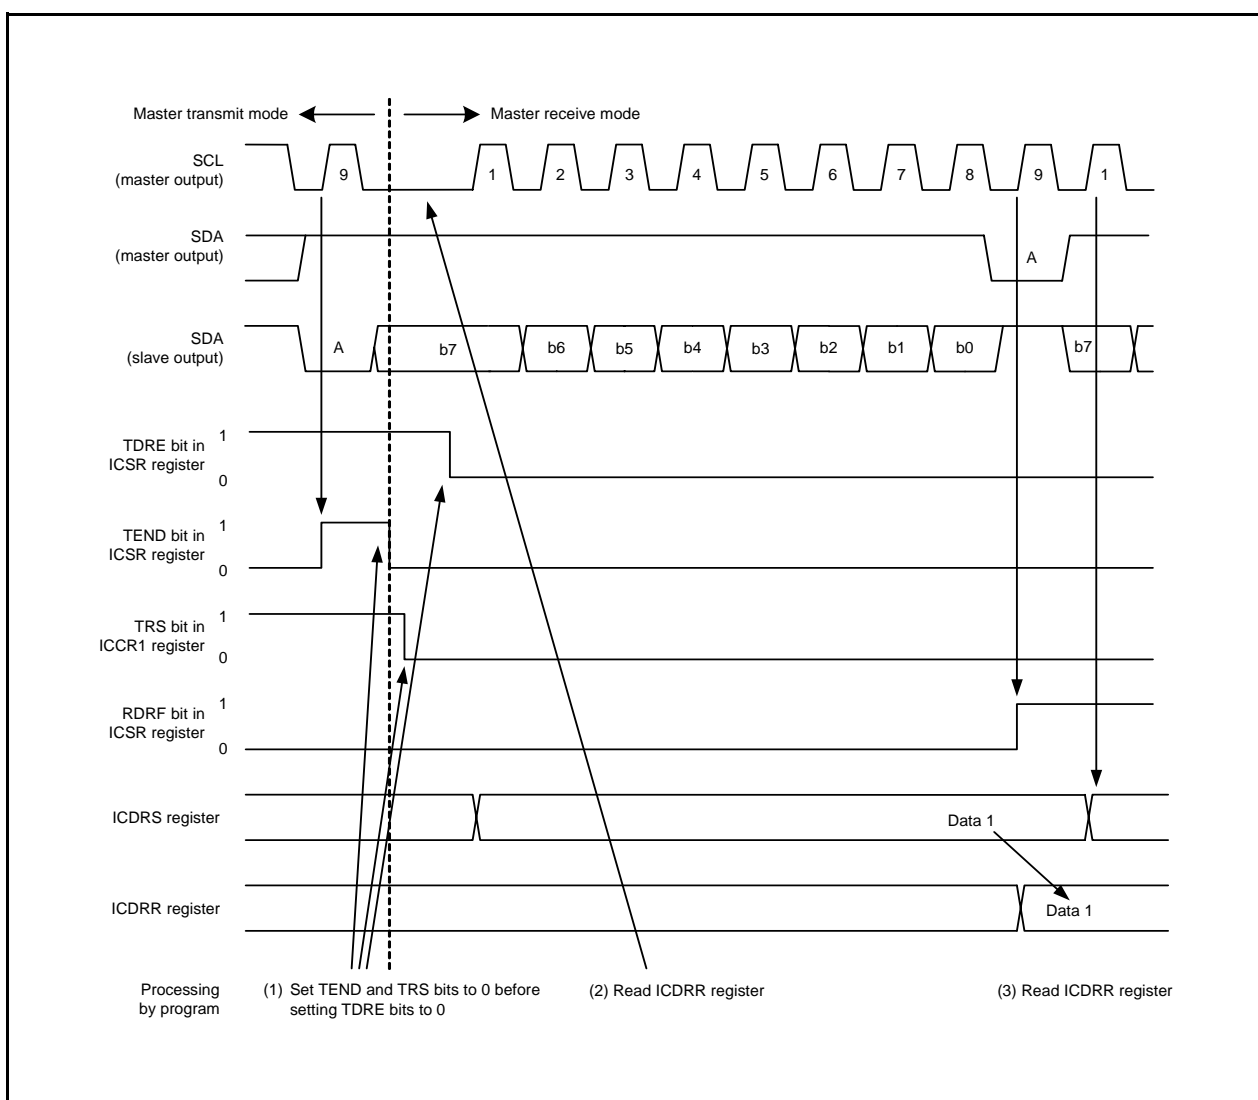 Master transmit mode
Master receive mode
SCL
(master output)
9
1
2
3
4
5
6
7
8
9
1
SDA
(master output)
A
SDA
(slave output)
A
b7
b6
b5
b4
b3
b2
b1
b0
b7
TDRE bit in
ICSR register
1
0
TEND bit in
ICSR register
1
0
TRS bit in
ICCR1 register
1
0
RDRF bit in
ICSR register
1
0
ICDRS register
Data 1
ICDRR register
Data 1
Processing
by program
(1) Set TEND and TRS bits to 0 before
setting TDRE bits to 0
(2) Read ICDRR register
(3) Read ICDRR register